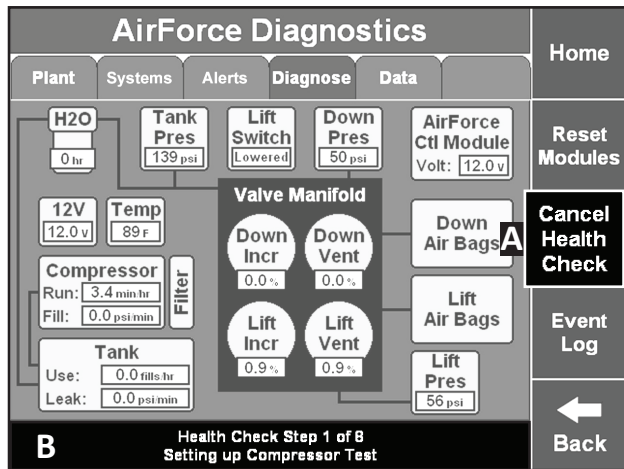 AirForce Diagnostics
Home
Plant
Systems
Alerts
Diagnose
Data
H2O
0 hr
Tank
Pres
139 psi
Lift
Switch
Lowered
Down
Pres
50 psi
AirForce
Ctl Module
Volt: 12.0 v
Reset
Modules
12V
12.0 v
Temp
89 F
Valve Manifold
Down
Incr
0.0 %
Down
Vent
0.0 %
Down
Air Bags
A
Cancel
Health
Check
Compressor
Run: 3.4 min/hr
Fill: 0.0 psi/min
Filter
Lift
Incr
0.9 %
Lift
Vent
0.9 %
Lift
Air Bags
Event
Log
Tank
Use: 0.0 fills/hr
Leak: 0.0 psi/min
Lift
Pres
56 psi
B
Health Check Step 1 of 8
Setting up Compressor Test
Back